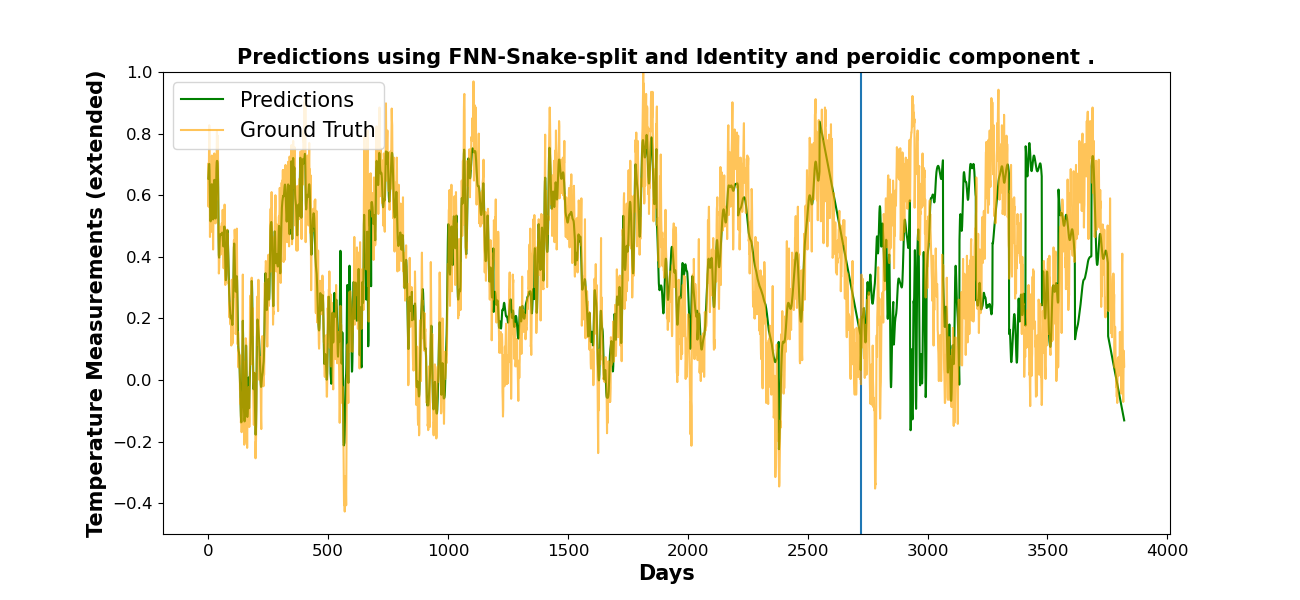 Predictions using FNN-Snake-split and Identity and peroidic component .
Temperature Measurements (extended)
1.0
0.8
0.6
0.4
0.2
0.0
−0.2
−0.4
Predictions
Ground Truth
0 500 1000 1500 2000 2500 3000 3500 4000
Days